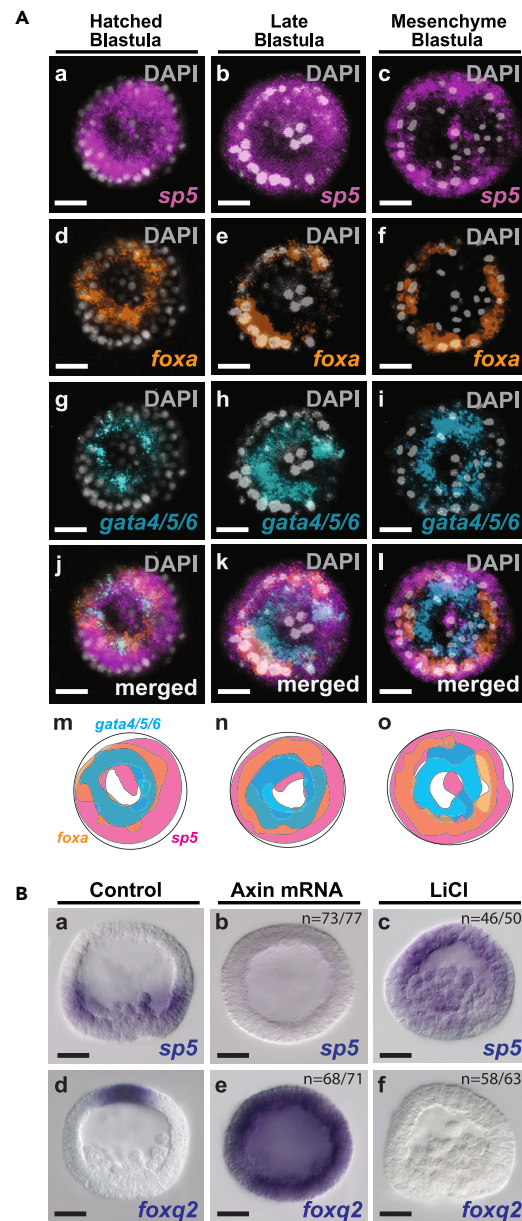 A
Hatched Blastula
Late Blastula
Mesenchyme Blastula
a DAPI sp5
b DAPI sp5
c DAPI sp5
d DAPI foxa
e DAPI foxa
f DAPI foxa
g DAPI gata4/5/6
h DAPI gata4/5/6
i DAPI gata4/5/6
j DAPI merged
k DAPI merged
l DAPI merged
m gata4/5/6 foxa sp5
n
o
B
Control
Axin mRNA
LiCl
a sp5
b n=73/77 sp5
c n=46/50 sp5
d foxq2
e n=68/71 foxq2
f n=58/63 foxq2